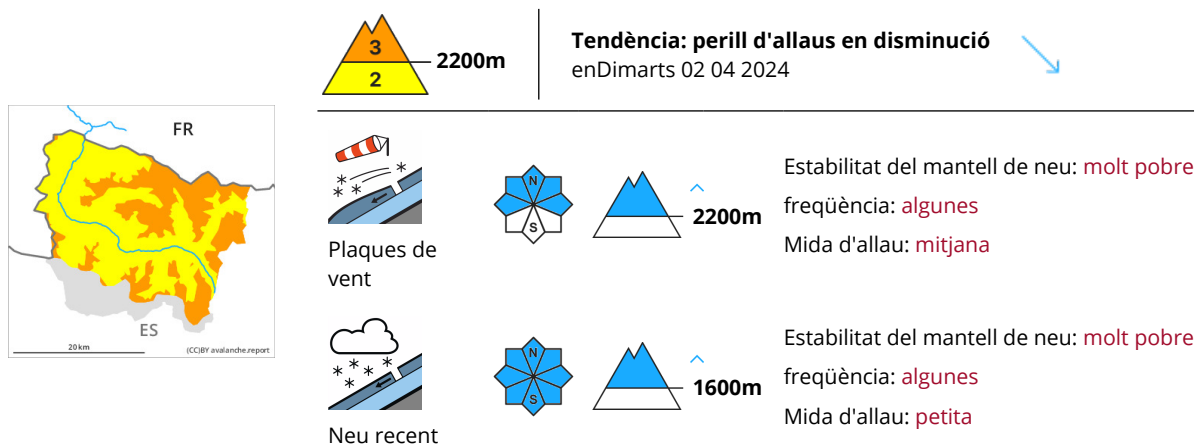 3
2
2200m
Tendència: perill d'allaus en disminució
enDimarts 02 04 2024
FR
ES
20 km
(CC)BY avalanche.report
N
S
2200m
Plaques de
vent
Estabilitat del mantell de neu: molt pobre
freqüència: algunes
Mida d'allau: mitjana
N
S
1600m
Neu recent
Estabilitat del mantell de neu: molt pobre
freqüència: algunes
Mida d'allau: petita